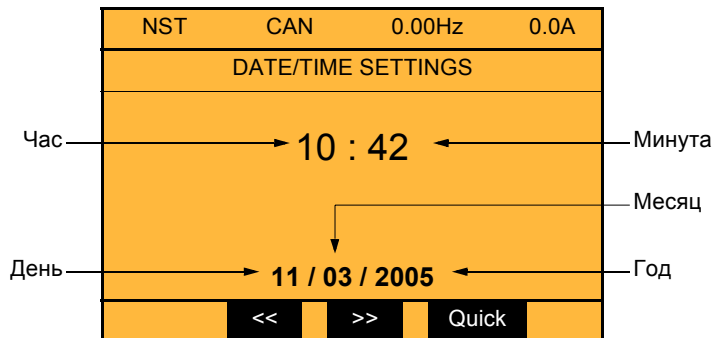 NST CAN 0.00Hz 0.0A
DATE/TIME SETTINGS
Час 10 : 42 Минута
Месяц
День 11 / 03 / 2005 Год
<< >> Quick